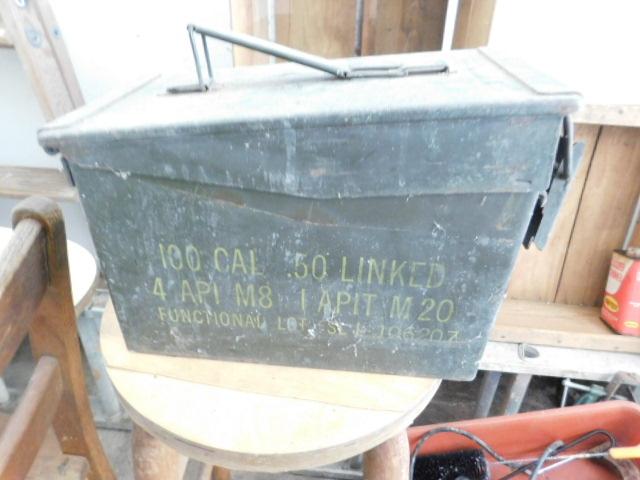 100 CAL .50 LINKED
4 API M8 1 APIT M20
FUNCTIONAL LOT